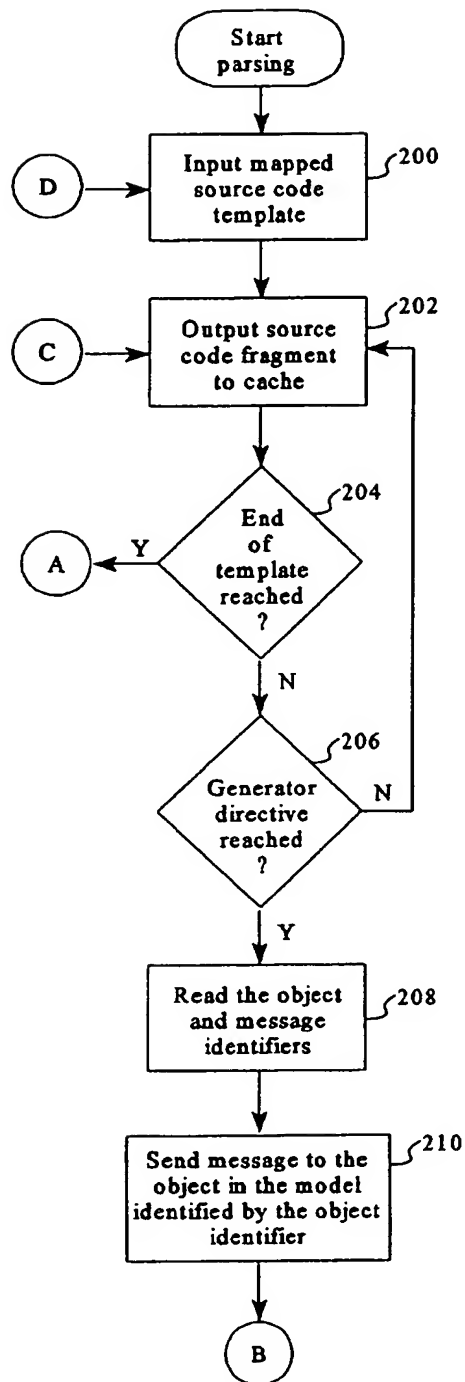 Start
parsing
D
Input mapped
source code
template
200
C
Output source
code fragment
to cache
202
204
End
of
template
reached
?
Y
A
N
206
Generator
directive
reached
?
N
Y
Read the object
and message
identifiers
208
210
Send message to the
object in the model
identified by the object
identifier
B